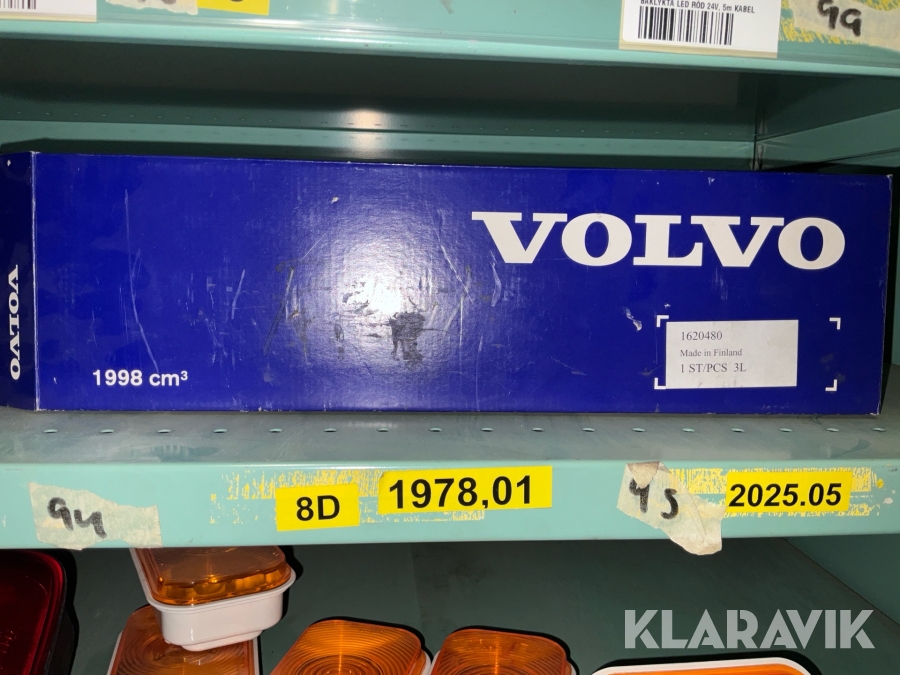 BAKLYKTA LED RÖD 24V, 5m KABEL
99
VOLVO
VOLVO
1620480
Made in Finland
1 ST/PCS 3L
1998 cm³
94
8D
1978,01
45
2025.05
KLARAVIK